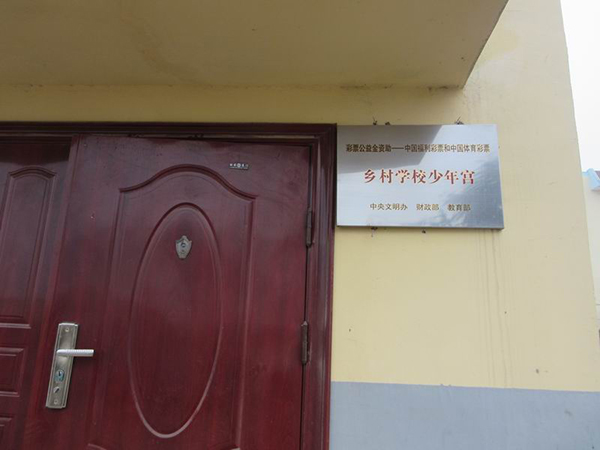 彩票公益金资助——中国福利彩票和中国体育彩票
乡村学校少年宫
中央文明办 财政部 教育部